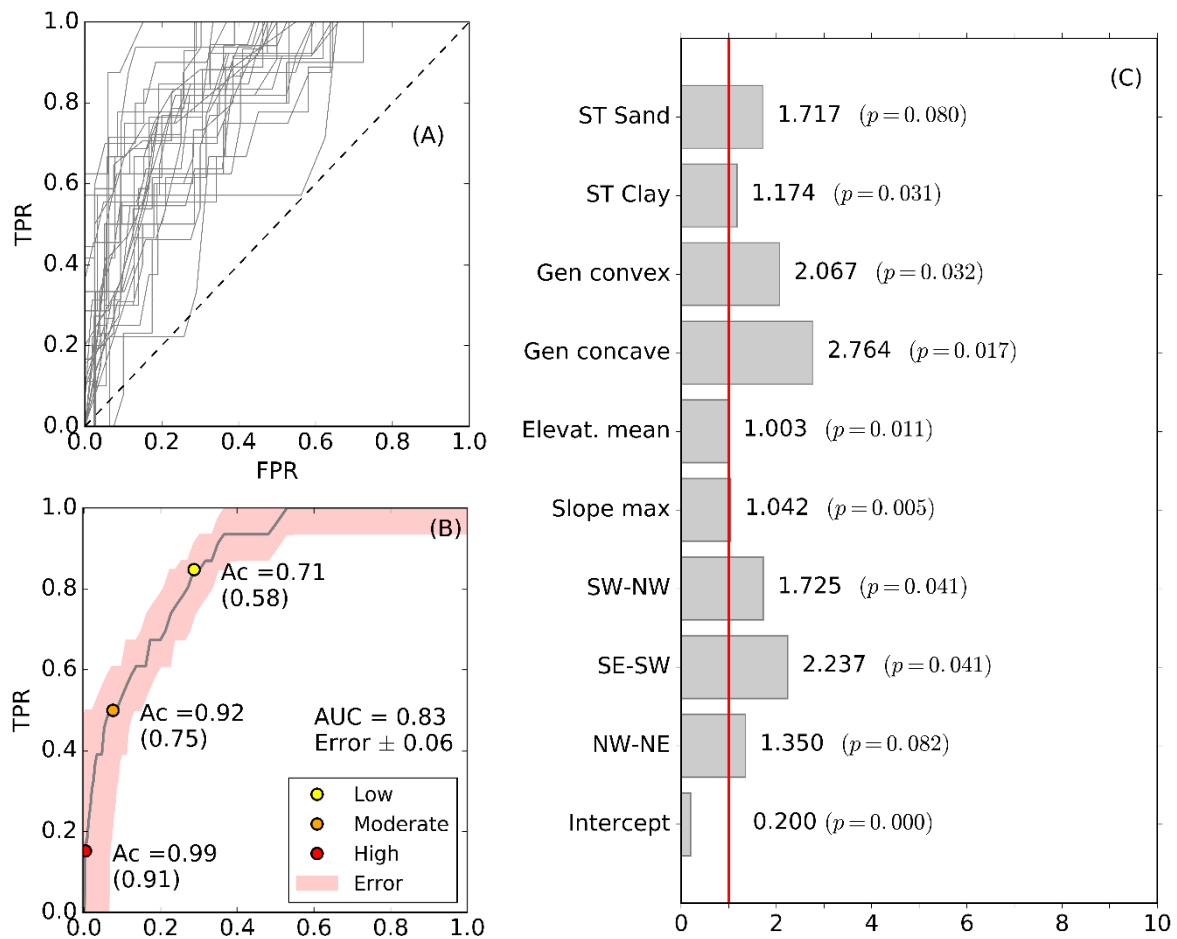 1.0
0.8
0.6
0.4
0.2
0.0
TPR
(A)
0.0 0.2 0.4 0.6 0.8 1.0
FPR
1.0
0.8
0.6
0.4
0.2
0.0
TPR
(B)
Ac =0.71
(0.58)
Ac =0.92
(0.75)
AUC = 0.83
Error ± 0.06
Ac =0.99
(0.91)
Low
Moderate
High
Error
0.0 0.2 0.4 0.6 0.8 1.0
(C)
ST Sand 1.717 (p = 0.080)
ST Clay 1.174 (p = 0.031)
Gen convex 2.067 (p = 0.032)
Gen concave 2.764 (p = 0.017)
Elevat. mean 1.003 (p = 0.011)
Slope max 1.042 (p = 0.005)
SW-NW 1.725 (p = 0.041)
SE-SW 2.237 (p = 0.041)
NW-NE 1.350 (p = 0.082)
Intercept 0.200 (p = 0.000)
0 2 4 6 8 10